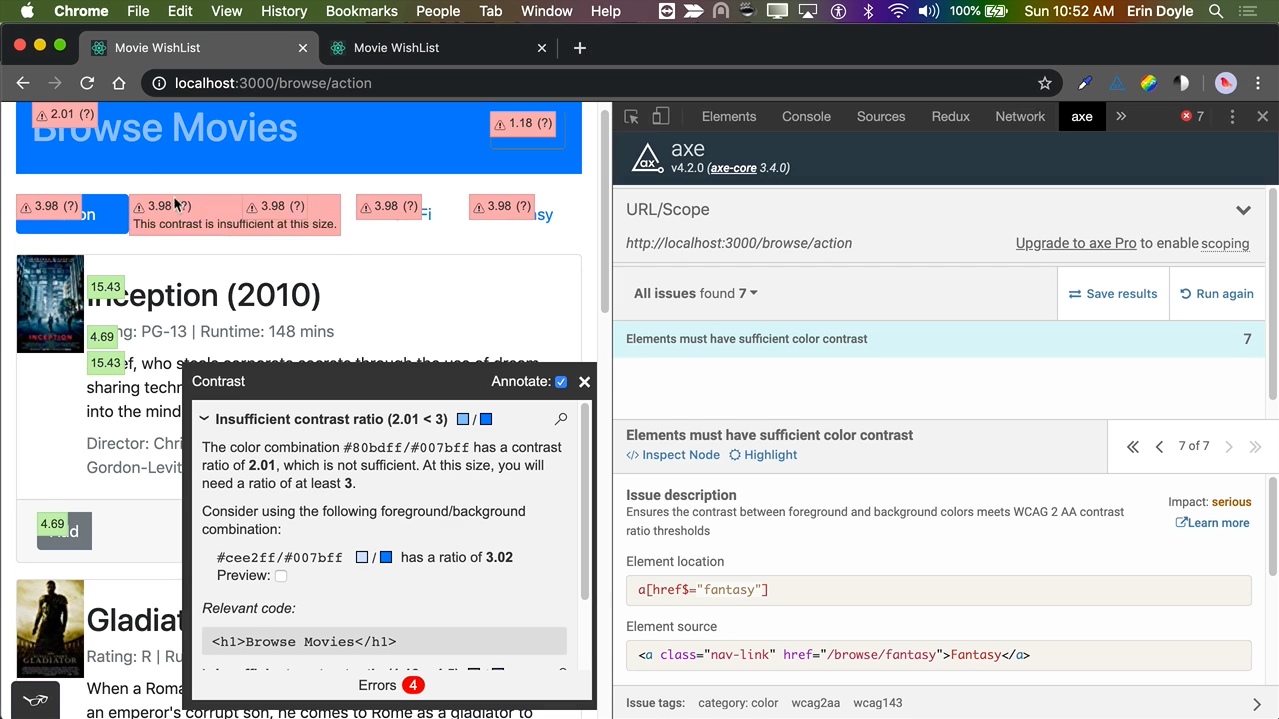 Chrome File Edit View History Bookmarks People Tab Window Help 100% Sun 10:52 AM Erin Doyle
Movie WishList
Movie WishList
localhost:3000/browse/action
2.01 (?)
Browse Movies
1.18 (?)
3.98 (?)
3.98 (?)
3.98 (?)
3.98 (?)
3.98 (?)
This contrast is insufficient at this size.
on
Fi
sy
15.43
Inception (2010)
4.69
ng: PG-13 | Runtime: 148 mins
15.43
ef, who steals corporate secrets through the use of dream
sharing techn
into the mind
Director: Chri
Gordon-Levit
4.69
Add
Gladiat
Rating: R | Ru
When a Roma
an emperor's corrupt son, he comes to Rome as a gladiator to
INCEPTION
GLADIATOR
Contrast
Annotate:
Insufficient contrast ratio (2.01 < 3) /
The color combination #80bdff/#007bff has a contrast
ratio of 2.01, which is not sufficient. At this size, you will
need a ratio of at least 3.
Consider using the following foreground/background
combination:
#cee2ff/#007bff / has a ratio of 3.02
Preview:
Relevant code:
<h1>Browse Movies</h1>
Errors 4
Elements Console Sources Redux Network axe » 7
ax
axe
v4.2.0 (axe-core 3.4.0)
URL/Scope
http://localhost:3000/browse/action
Upgrade to axe Pro to enable scoping
All issues found 7
Save results
Run again
Elements must have sufficient color contrast 7
Elements must have sufficient color contrast
</> Inspect Node Highlight
7 of 7
Issue description
Impact: serious
Ensures the contrast between foreground and background colors meets WCAG 2 AA contrast
ratio thresholds
Learn more
Element location
a[href$="fantasy"]
Element source
<a class="nav-link" href="/browse/fantasy">Fantasy</a>
Issue tags: category: color wcag2aa wcag143